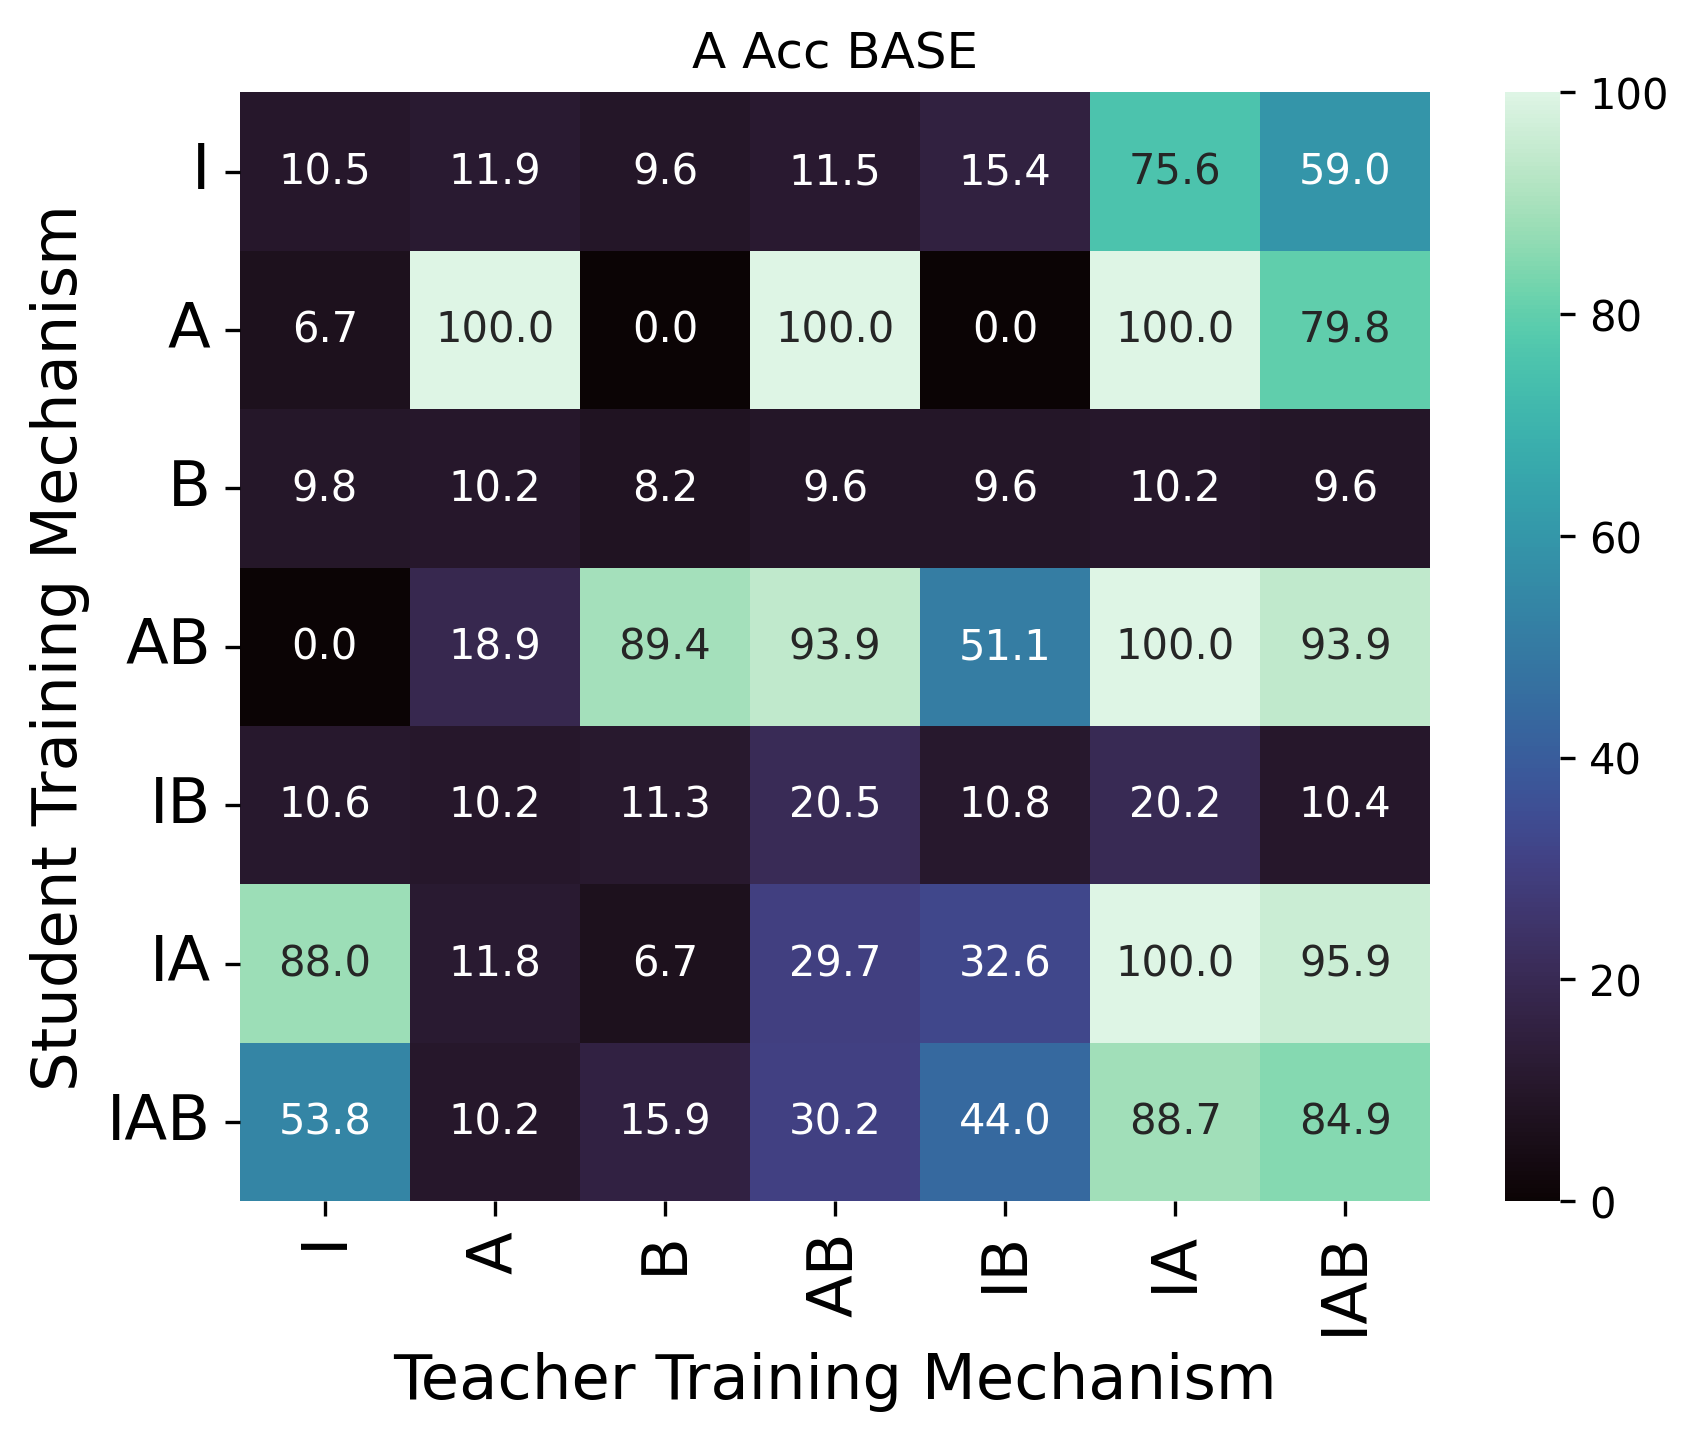 A Acc BASE
I 10.5 11.9 9.6 11.5 15.4 75.6 59.0
A 6.7 100.0 0.0 100.0 0.0 100.0 79.8
B 9.8 10.2 8.2 9.6 9.6 10.2 9.6
AB 0.0 18.9 89.4 93.9 51.1 100.0 93.9
IB 10.6 10.2 11.3 20.5 10.8 20.2 10.4
IA 88.0 11.8 6.7 29.7 32.6 100.0 95.9
IAB 53.8 10.2 15.9 30.2 44.0 88.7 84.9
I A B AB IB IA IAB
Teacher Training Mechanism
Student Training Mechanism
100
80
60
40
20
0